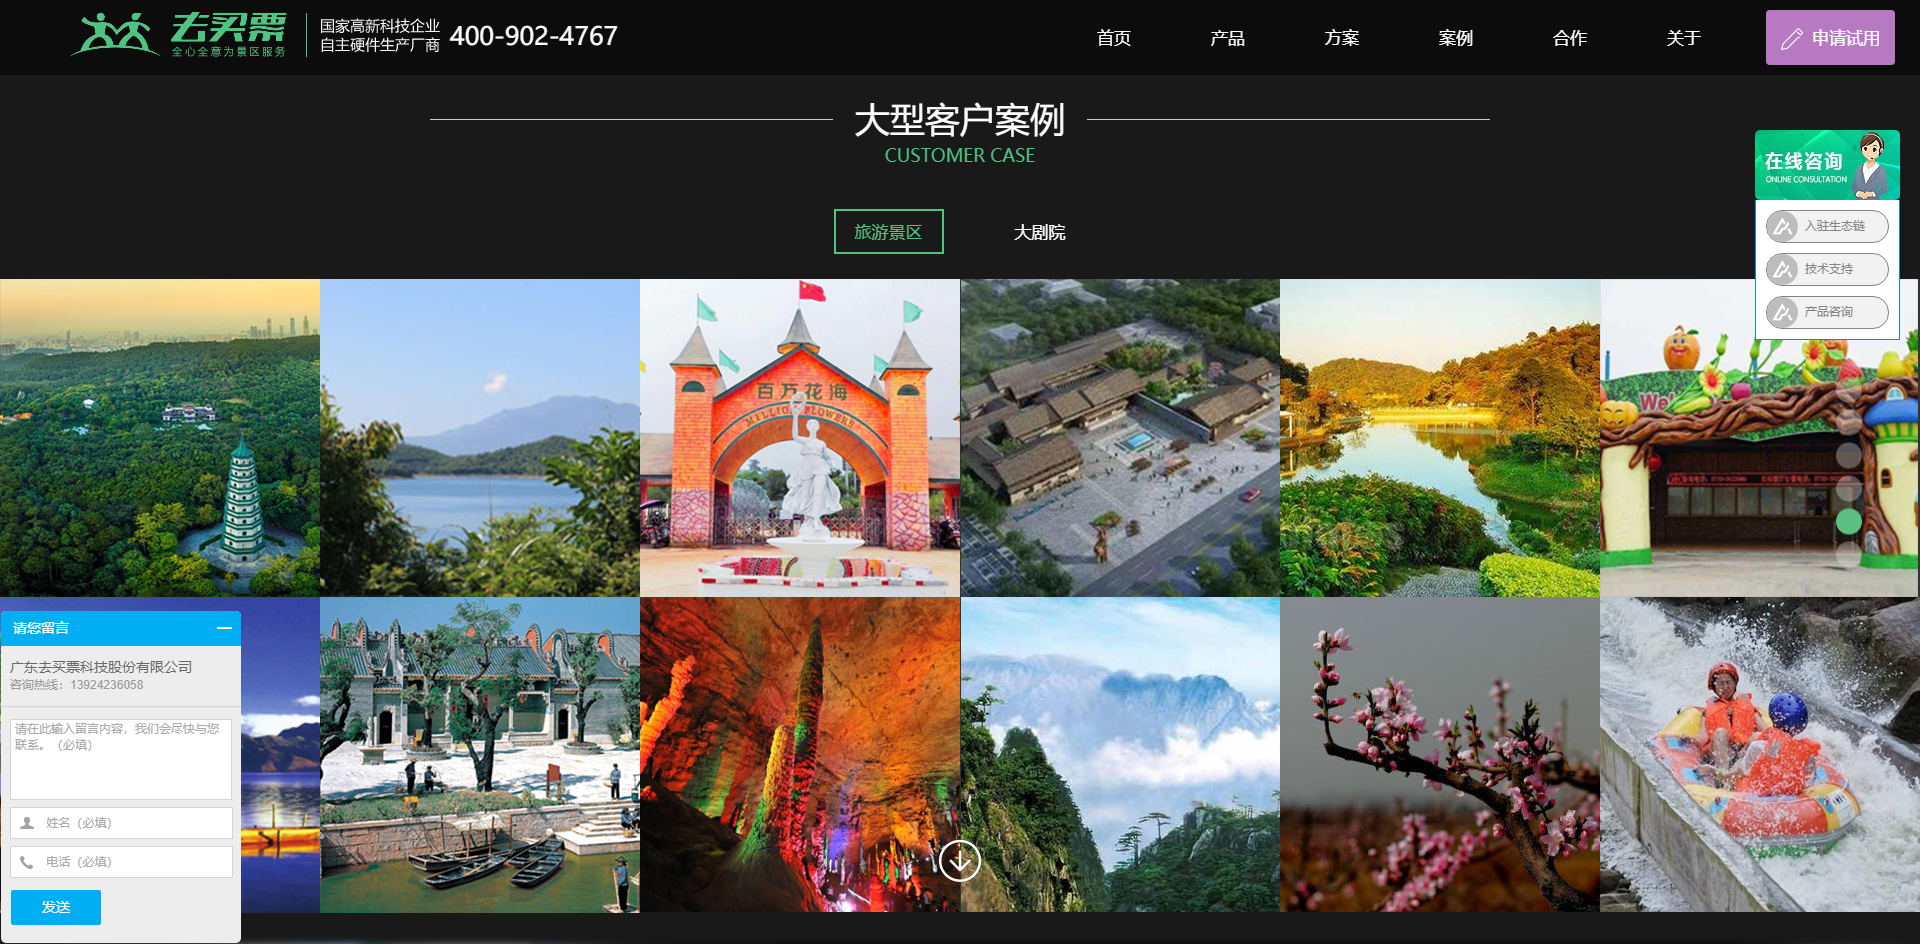 去买票
全心全意为景区服务
国家高新科技企业
自主硬件生产厂商
400-902-4767
首页
产品
方案
案例
合作
关于
申请试用
大型客户案例
CUSTOMER CASE
旅游景区
大剧院
在线咨询
ONLINE CONSULTATION
入驻生态链
技术支持
产品咨询
百万花海
MILLION FLOWERS
Wel
请您留言
广东去买票科技股份有限公司
咨询热线：13924236058
请在此输入留言内容，我们会尽快与您
联系。（必填）
姓名（必填）
电话（必填）
发送